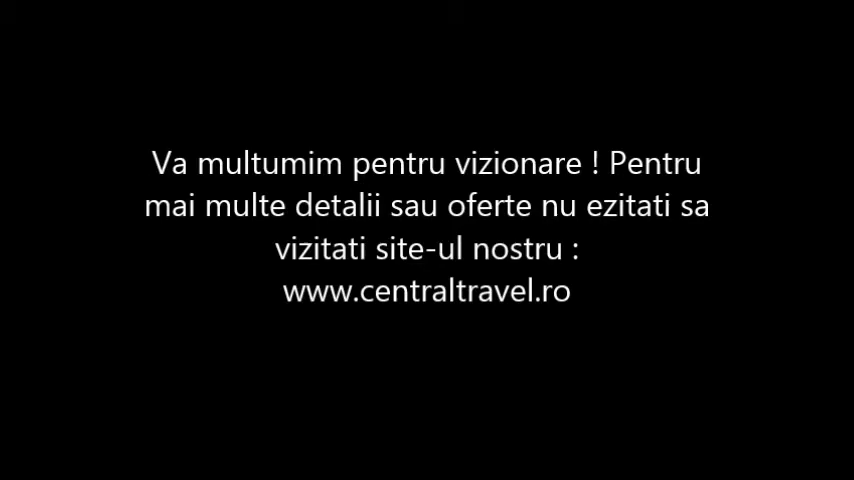 Va multumim pentru vizionare ! Pentru
mai multe detalii sau oferte nu ezitati sa
vizitati site-ul nostru :
www.centraltravel.ro